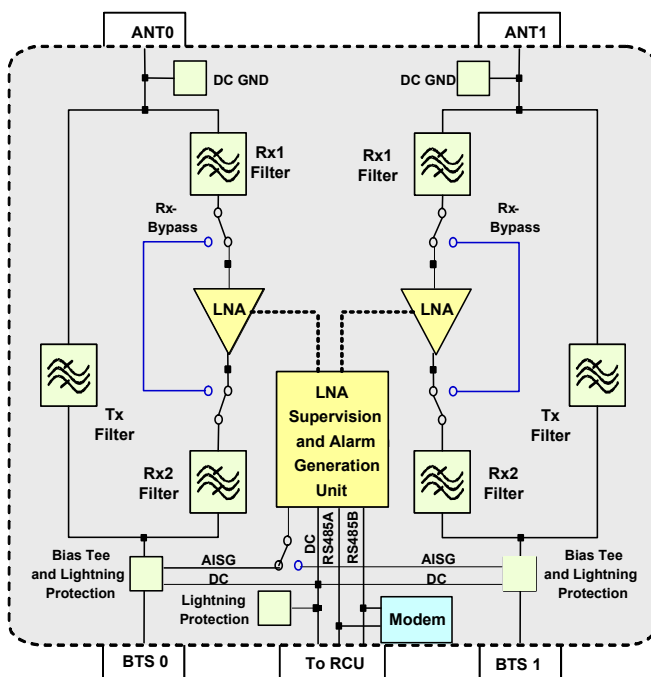 ANT0
ANT1
DC GND
DC GND
Rx1
Filter
Rx1
Filter
Rx-
Bypass
Rx-
Bypass
LNA
LNA
Tx
Filter
LNA
Supervision
and Alarm
Generation
Unit
Tx
Filter
Rx2
Filter
Rx2
Filter
DC
RS485A
RS485B
Bias Tee
and Lightning
Protection
AISG
DC
AISG
DC
Bias Tee
and Lightning
Protection
Lightning
Protection
Modem
BTS 0
To RCU
BTS 1